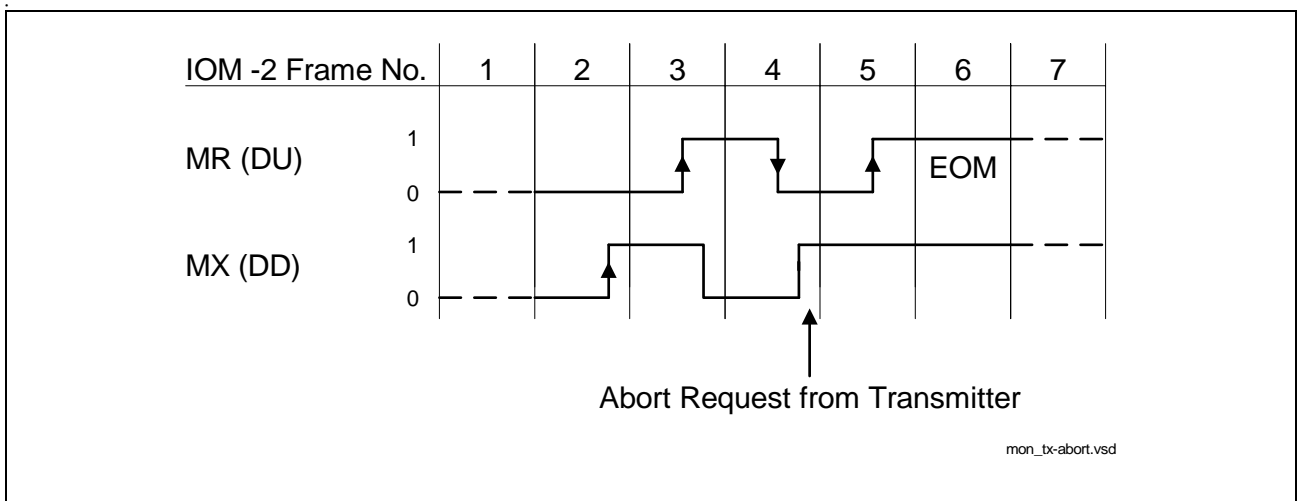 .
IOM -2 Frame No. 1 2 3 4 5 6 7
1
MR (DU)
EOM
0
1
MX (DD)
0
Abort Request from Transmitter
mon_tx-abort.vsd